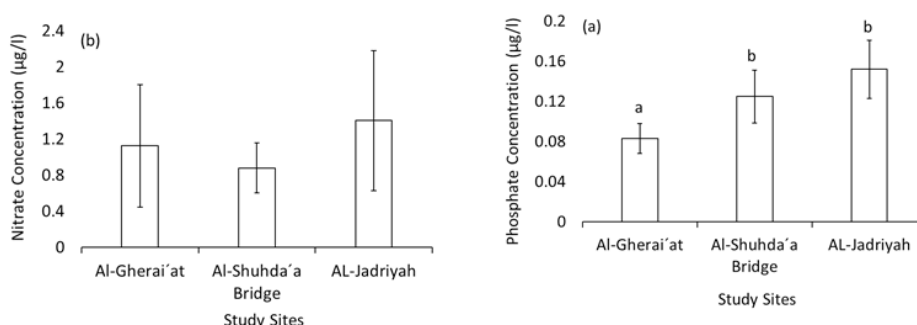 Nitrate Concentration (µg/l)
(b)
2.4
2
1.6
1.2
0.8
0.4
0
Al-Gherai´at
Al-Shuhda´a
Bridge
AL-Jadriyah
Study Sites
Phosphate Concentration (µg/l)
(a)
0.2
0.16
0.12
0.08
0.04
0
a
b
b
Al-Gherai´at
Al-Shuhda´a
Bridge
AL-Jadriyah
Study Sites